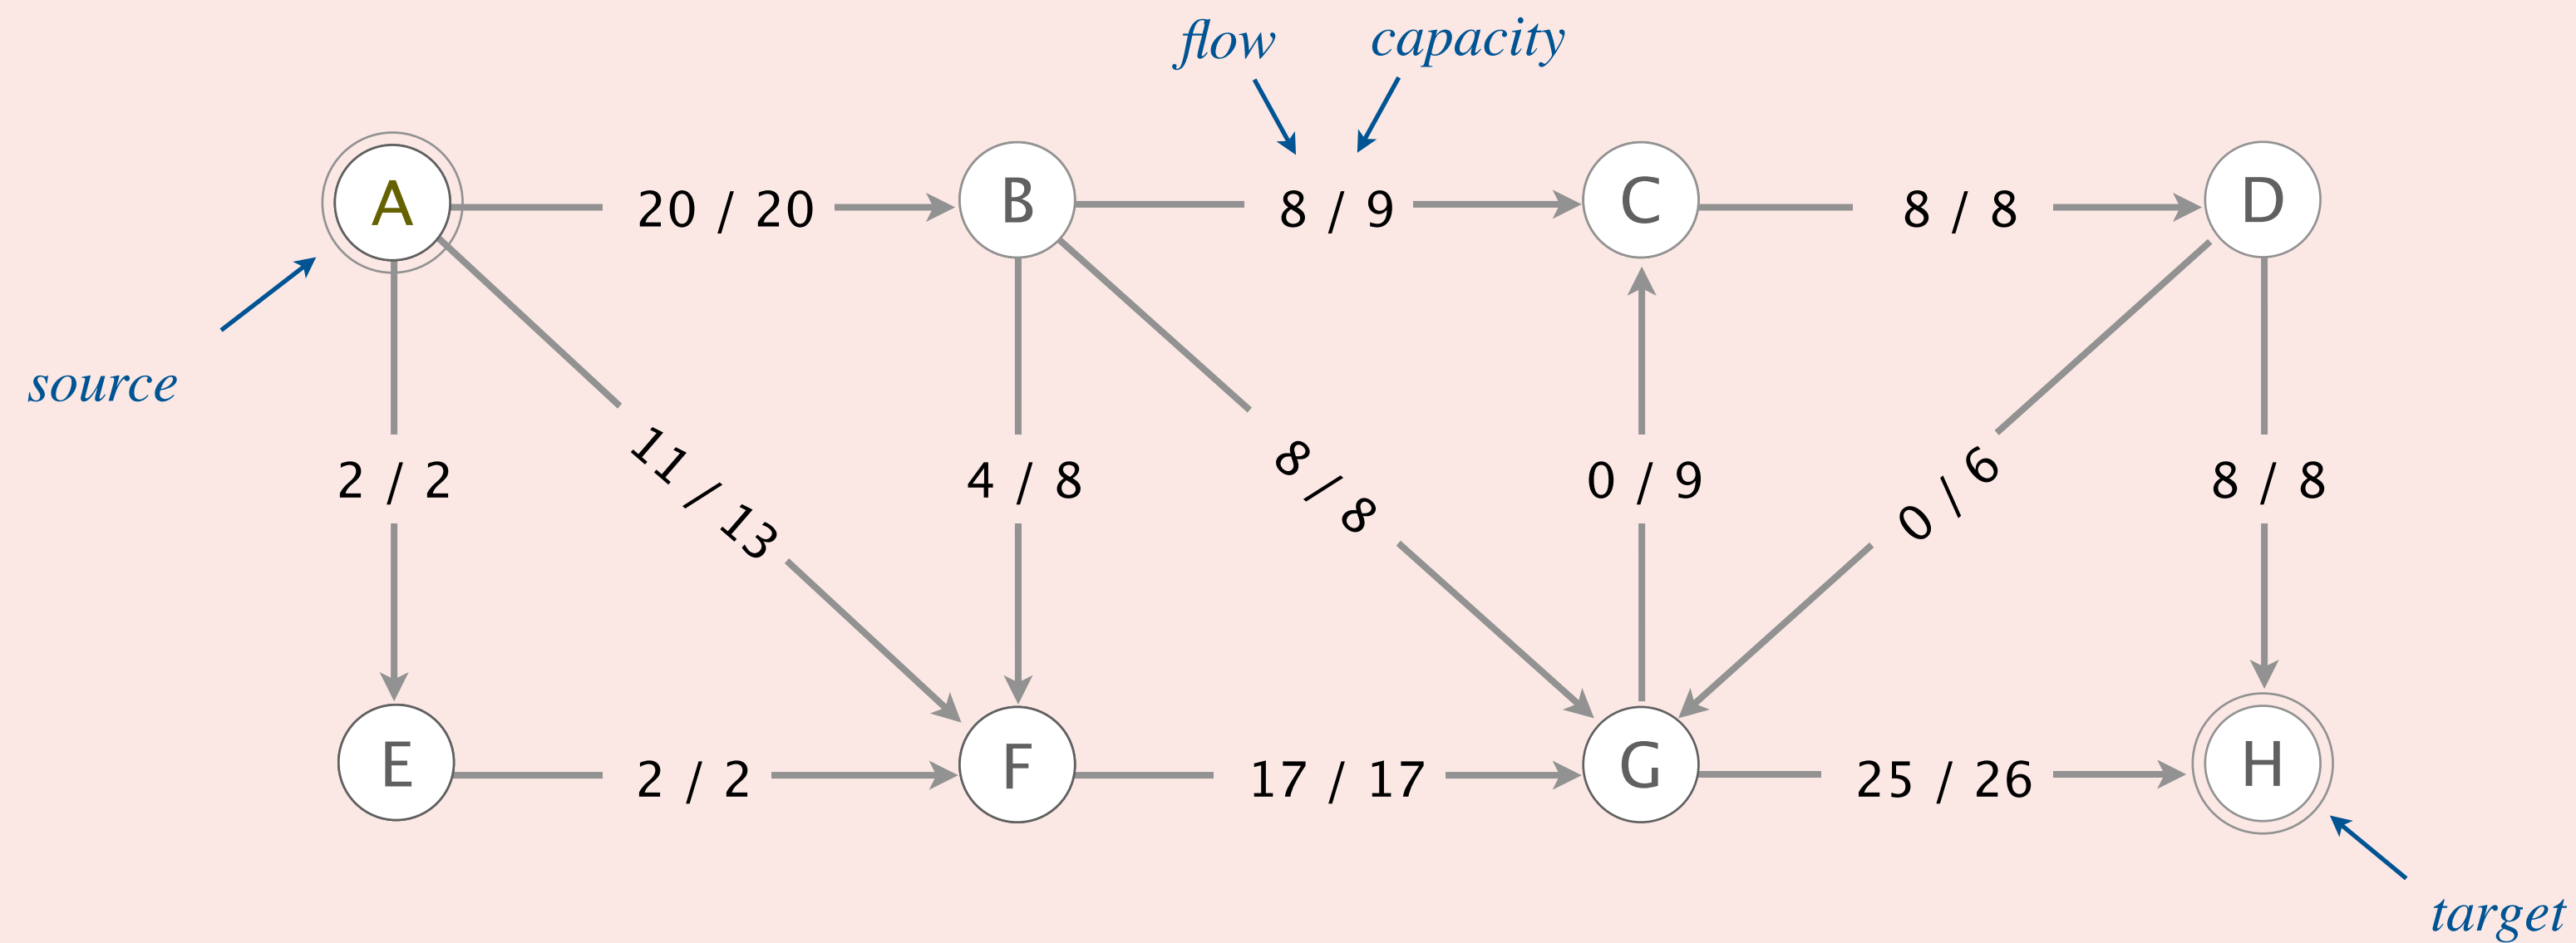 flow capacity
A 20 / 20 B 8 / 9 C 8 / 8 D
source
2 / 2 11 / 13 4 / 8 8 / 8 0 / 9 0 / 6 8 / 8
E 2 / 2 F 17 / 17 G 25 / 26 H
target